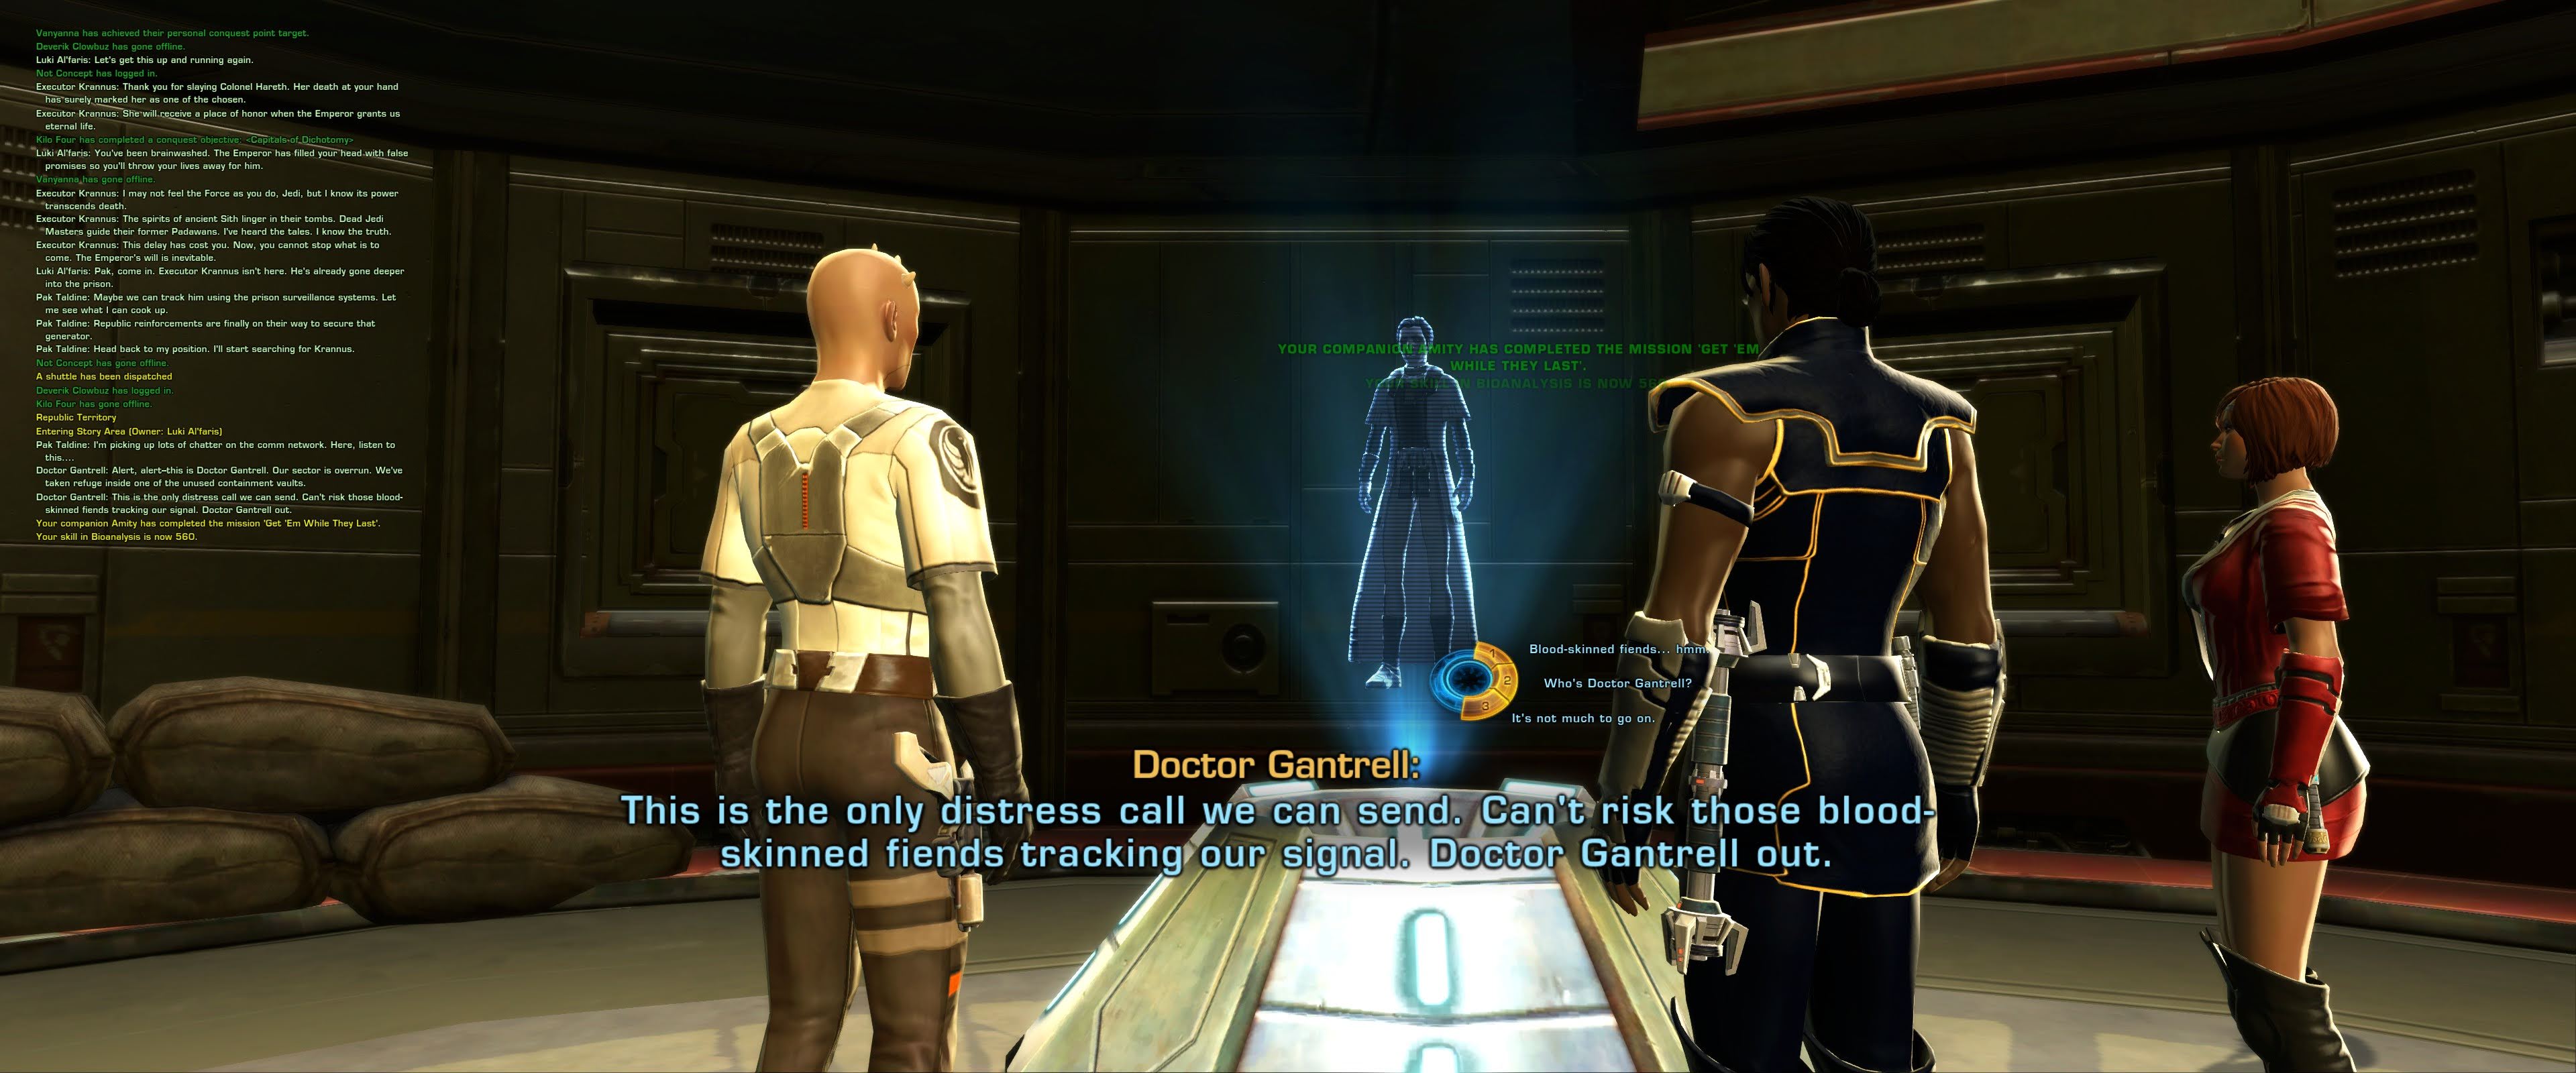 Vanyanna has achieved their personal conquest point target.
Deverik Clowbuz has gone offline.
Luki Al'faris: Let's get this up and running again.
Not Concept has logged in.
Executor Krannus: Thank you for slaying Colonel Hareth. Her death at your hand
has surely marked her as one of the chosen.
Executor Krannus: She will receive a place of honor when the Emperor grants us
eternal life.
Kilo Four has completed a conquest objective: <Capitals of Dichotomy>
Luki Al'faris: You've been brainwashed. The Emperor has filled your head with false
promises so you'll throw your lives away for him.
Vanyanna has gone offline.
Executor Krannus: I may not feel the Force as you do, Jedi, but I know its power
transcends death.
Executor Krannus: The spirits of ancient Sith linger in their tombs. Dead Jedi
Masters guide their former Padawans. I've heard the tales. I know the truth.
Executor Krannus: This delay has cost you. Now, you cannot stop what is to
come. The Emperor's will is inevitable.
Luki Al'faris: Pak, come in. Executor Krannus isn't here. He's already gone deeper
into the prison.
Pak Taldine: Maybe we can track him using the prison surveillance systems. Let
me see what I can cook up.
Pak Taldine: Republic reinforcements are finally on their way to secure that
generator.
Pak Taldine: Head back to my position. I'll start searching for Krannus.
Not Concept has gone offline.
A shuttle has been dispatched
Deverik Clowbuz has logged in.
Kilo Four has gone offline.
Republic Territory
Entering Story Area (Owner: Luki Al'faris)
Pak Taldine: I'm picking up lots of chatter on the comm network. Here, listen to
this....
Doctor Gantrell: Alert, alert—this is Doctor Gantrell. Our sector is overrun. We've
taken refuge inside one of the unused containment vaults.
Doctor Gantrell: This is the only distress call we can send. Can't risk those blood-
skinned fiends tracking our signal. Doctor Gantrell out.
Your companion Amity has completed the mission 'Get 'Em While They Last'.
Your skill in Bioanalysis is now 560.
YOUR COMPANION AMITY HAS COMPLETED THE MISSION 'GET 'EM
WHILE THEY LAST'.
YOUR SKILL IN BIOANALYSIS IS NOW 560
1
Blood-skinned fiends... hmm.
2
Who's Doctor Gantrell?
3
It's not much to go on.
Doctor Gantrell:
This is the only distress call we can send. Can't risk those blood-
skinned fiends tracking our signal. Doctor Gantrell out.